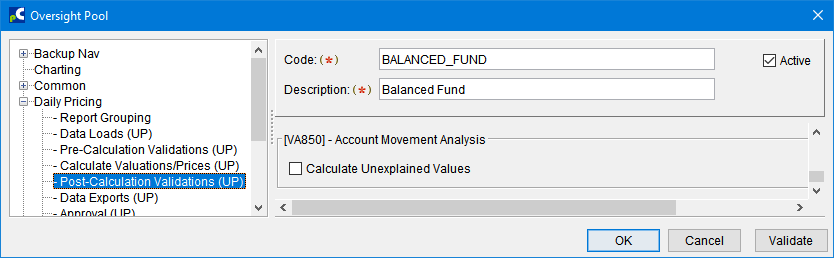 pC Oversight Pool
Backup Nav
Charting
Common
Daily Pricing
- Report Grouping
- Data Loads (UP)
- Pre-Calculation Validations (UP)
- Calculate Valuations/Prices (UP)
- Post-Calculation Validations (UP)
- Data Exports (UP)
- Approval (UP)
Code: (*) BALANCED_FUND
Active
Description: (*) Balanced Fund
[VA850] - Account Movement Analysis
Calculate Unexplained Values
OK Cancel Validate